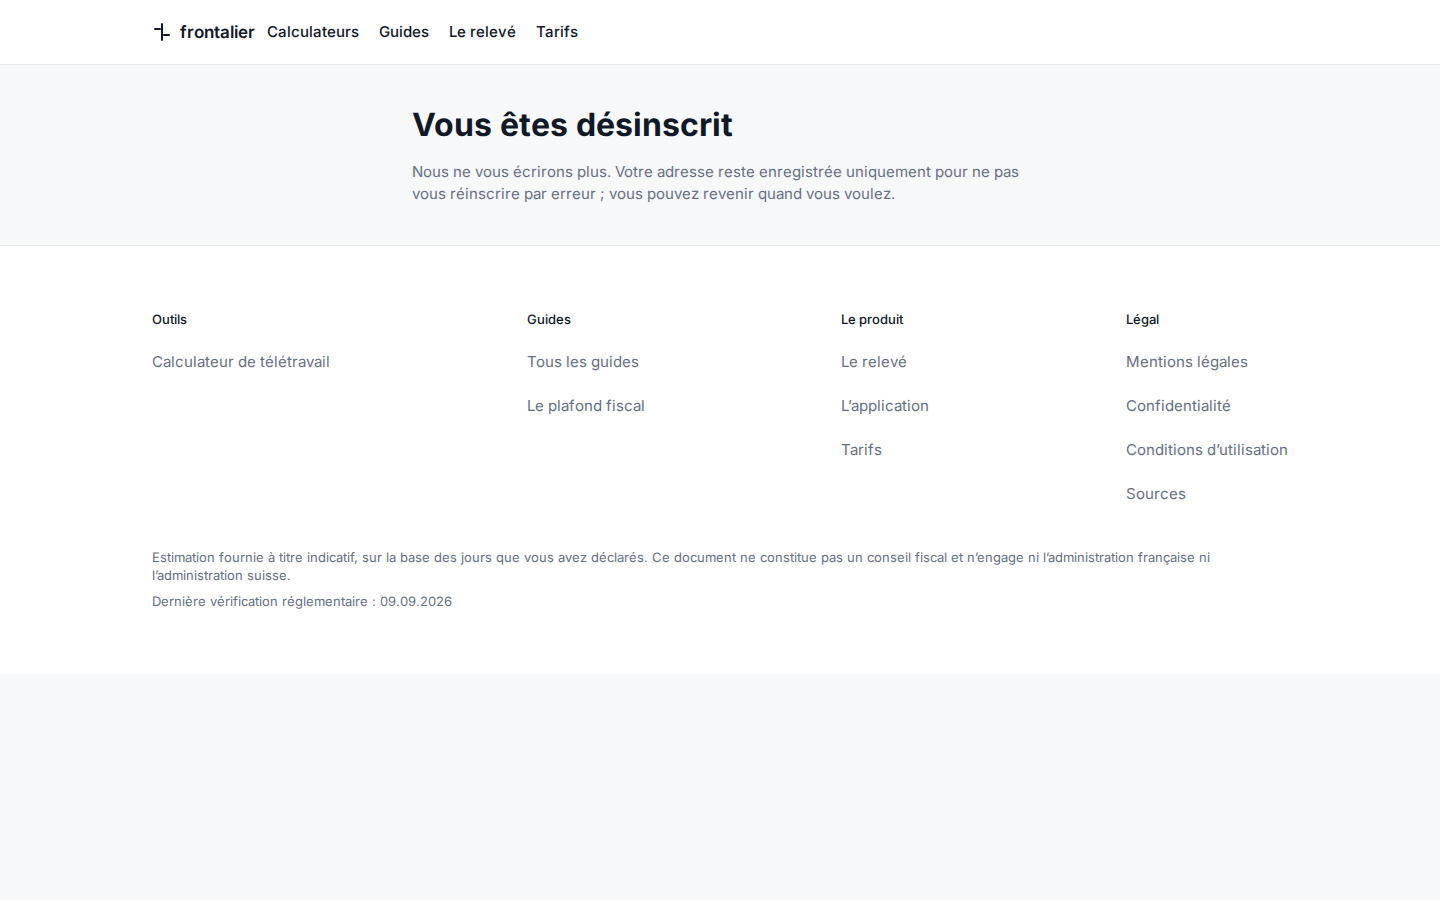 frontalier Calculateurs Guides Le relevé Tarifs
Vous êtes désinscrit
Nous ne vous écrirons plus. Votre adresse reste enregistrée uniquement pour ne pas
vous réinscrire par erreur ; vous pouvez revenir quand vous voulez.
Outils
Calculateur de télétravail
Guides
Tous les guides
Le plafond fiscal
Le produit
Le relevé
L’application
Tarifs
Légal
Mentions légales
Confidentialité
Conditions d’utilisation
Sources
Estimation fournie à titre indicatif, sur la base des jours que vous avez déclarés. Ce document ne constitue pas un conseil fiscal et n’engage ni l’administration française ni
l’administration suisse.
Dernière vérification réglementaire : 09.09.2026